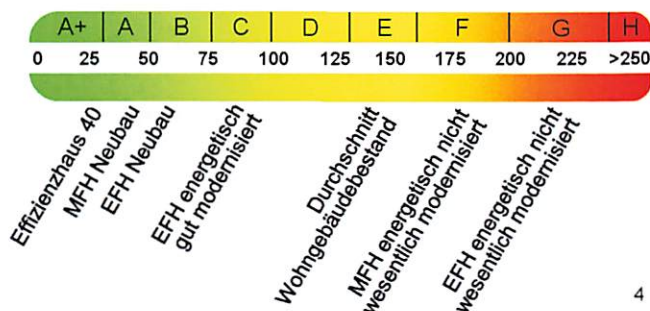 A+ A B C D E F G H
0 25 50 75 100 125 150 175 200 225 >250
Effizienzhaus 40
MFH Neubau
EFH Neubau
EFH energetisch
gut modernisiert
Durchschnitt
Wohngebäudebestand
MFH energetisch nicht
wesentlich modernisiert
EFH energetisch nicht
wesentlich modernisiert
4